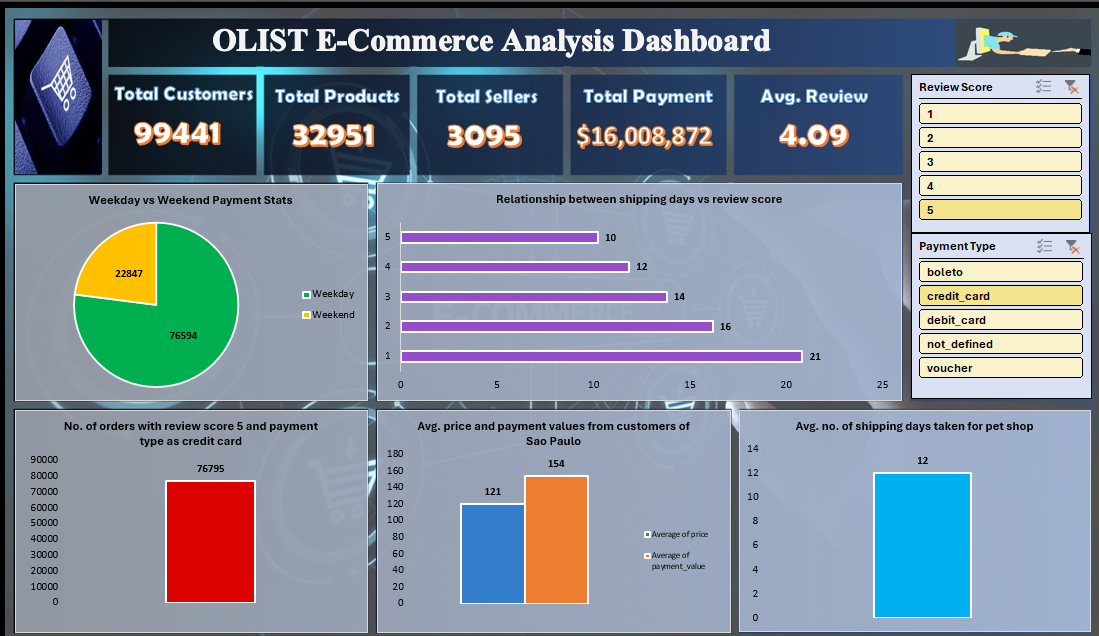 OLIST E-Commerce Analysis Dashboard
Total Customers
99441
Total Products
32951
Total Sellers
3095
Total Payment
$16,008,872
Avg. Review
4.09
Review Score
1
2
3
4
5
Payment Type
boleto
credit_card
debit_card
not_defined
voucher
Weekday vs Weekend Payment Stats
22847
76594
Weekday
Weekend
Relationship between shipping days vs review score
5
10
4
12
3
14
2
16
1
21
0
5
10
15
20
25
No. of orders with review score 5 and payment
type as credit card
90000
80000
70000
60000
50000
40000
30000
20000
10000
0
76795
Avg. price and payment values from customers of
Sao Paulo
180
160
140
120
100
80
60
40
20
0
121
154
Average of price
Average of
payment_value
Avg. no. of shipping days taken for pet shop
14
12
10
8
6
4
2
0
12